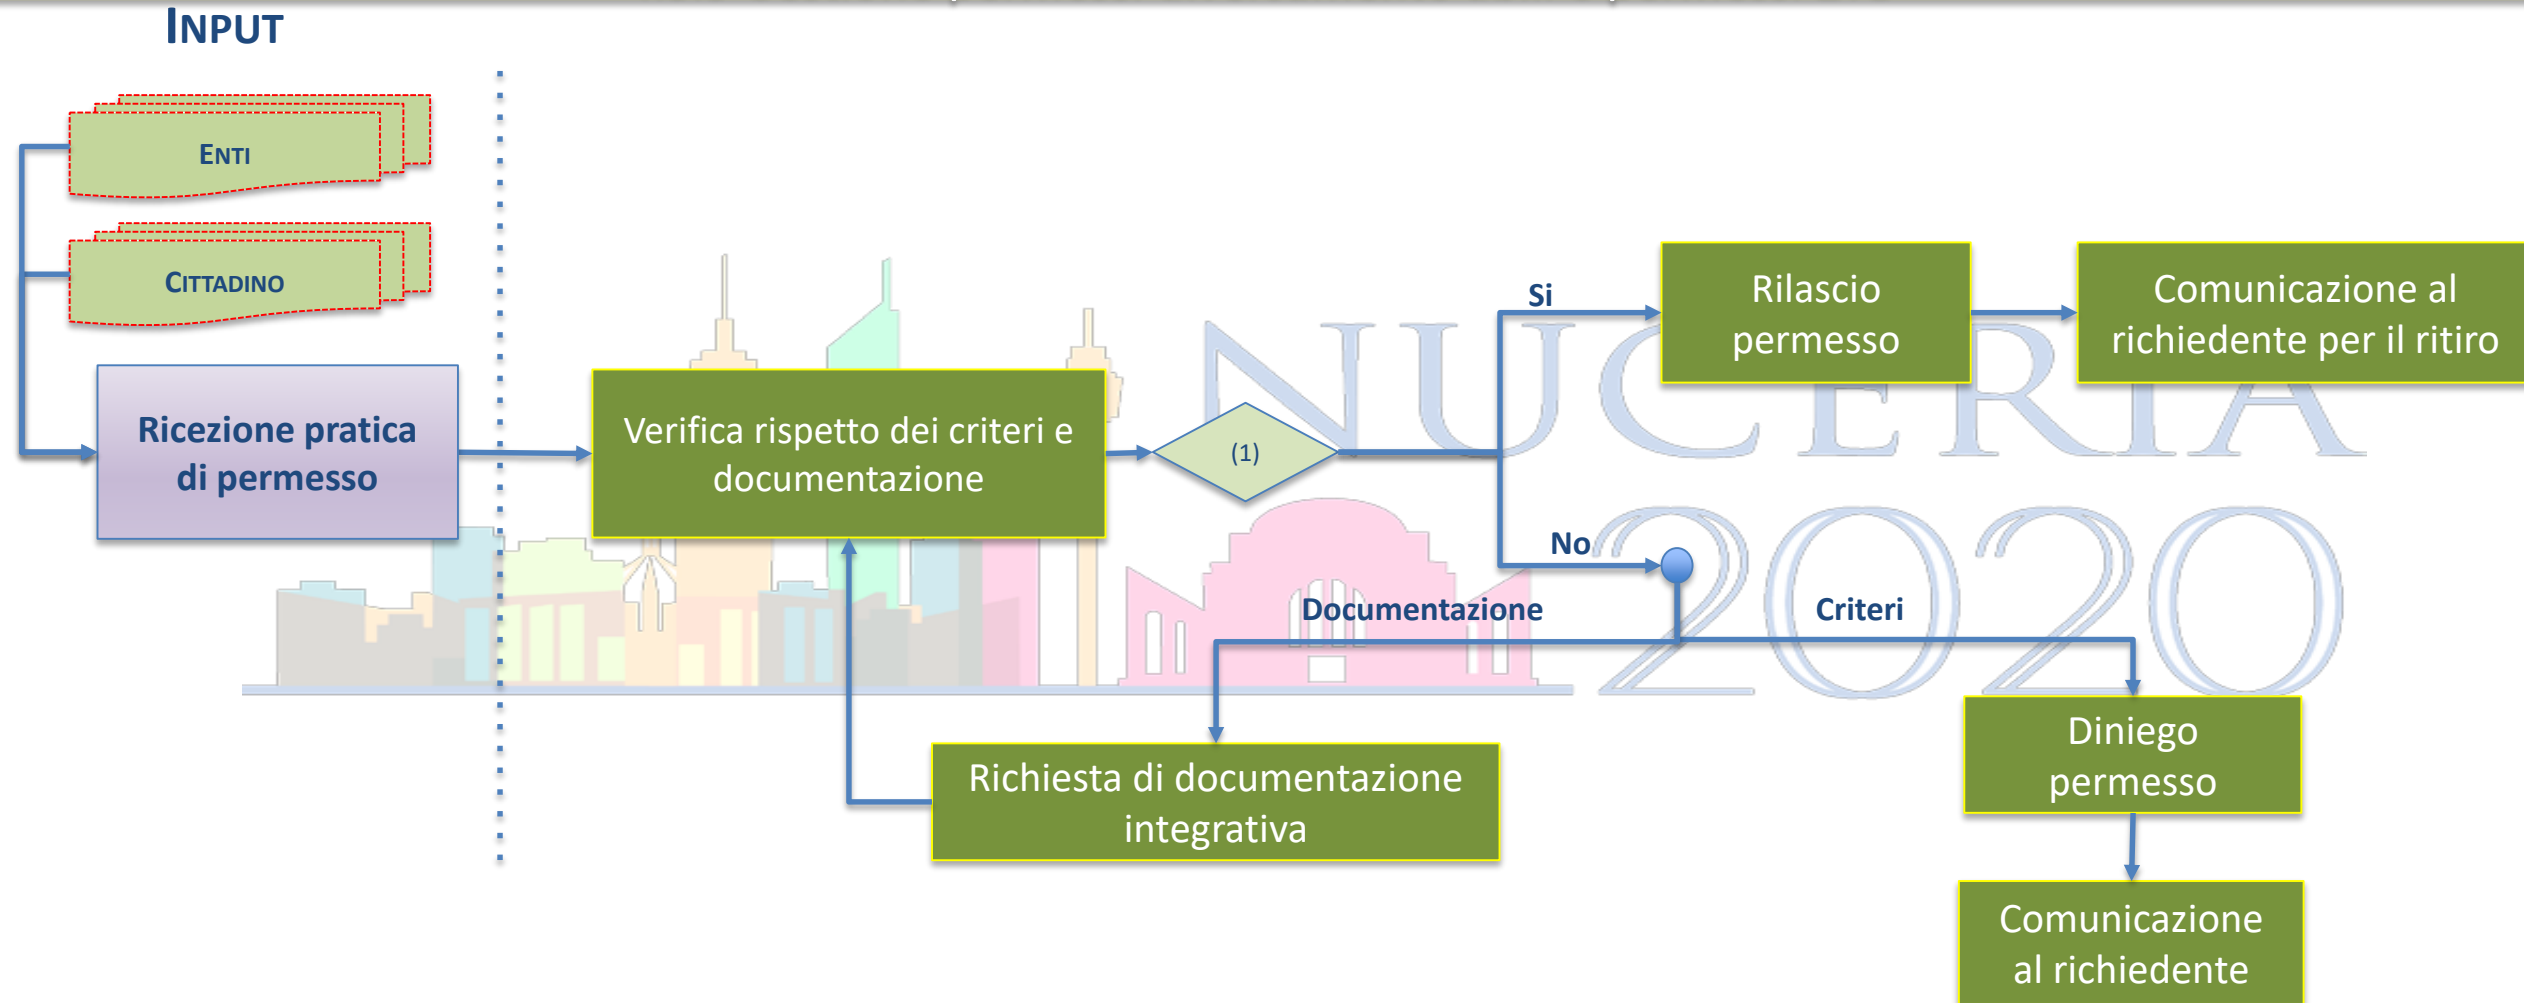 INPUT
ENTI
CITTADINO
Ricezione pratica
di permesso
Verifica rispetto dei criteri e
documentazione
(1)
Si
Rilascio
permesso
Comunicazione al
richiedente per il ritiro
No
Documentazione
Criteri
Richiesta di documentazione
integrativa
Diniego
permesso
Comunicazione
al richiedente
NUCERIA
2020